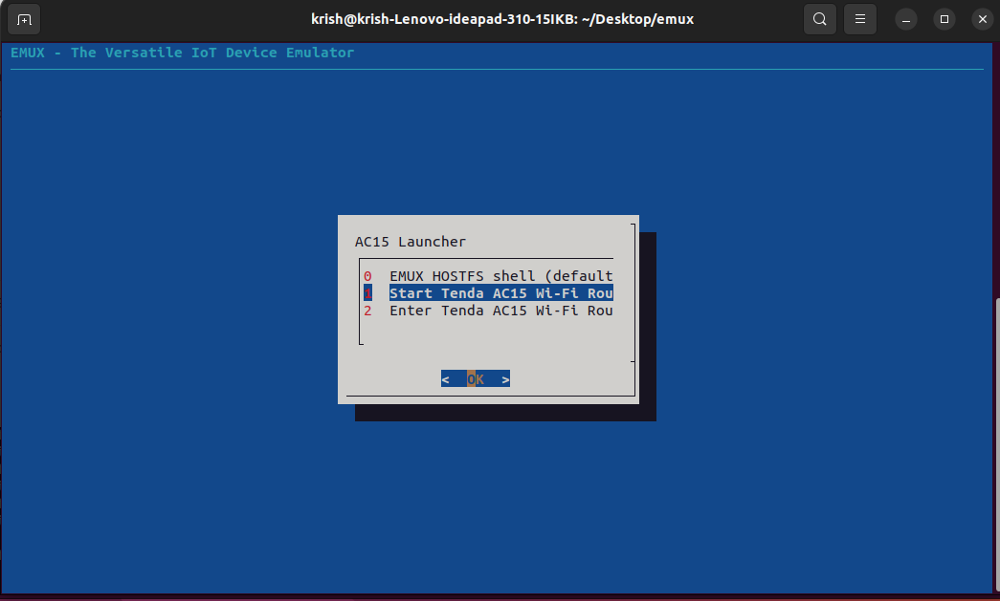 krish@krish-Lenovo-ideapad-310-15IKB: ~/Desktop/emux
EMUX - The Versatile IoT Device Emulator
AC15 Launcher
0 EMUX HOSTFS shell (default
1 Start Tenda AC15 Wi-Fi Rou
2 Enter Tenda AC15 Wi-Fi Rou
< OK >